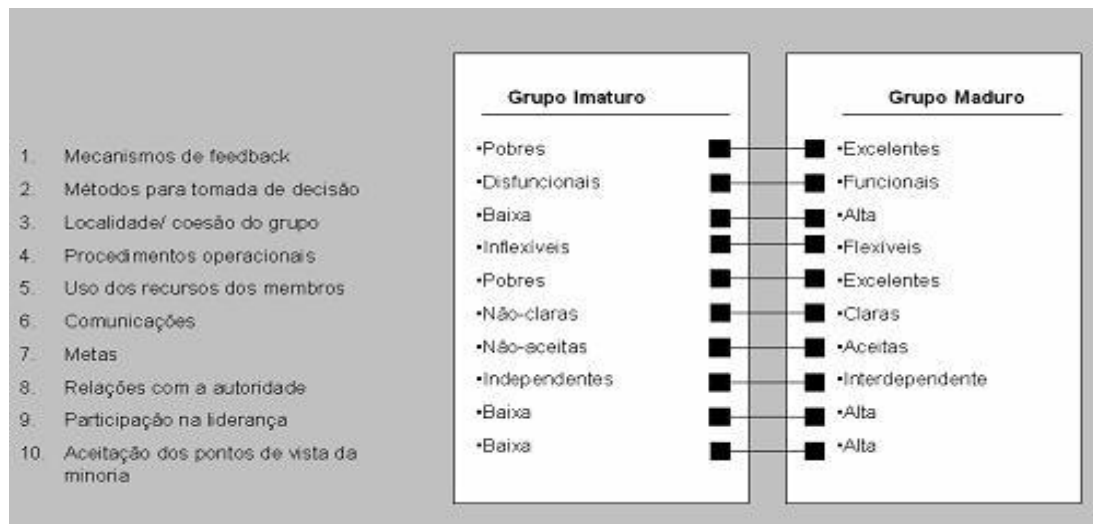 Grupo Imaturo
Grupo Maduro
1. Mecanismos de feedback •Pobres •Excelentes
2. Métodos para tomada de decisão •Disfuncionais •Funcionais
3. Localidade/ coesão do grupo •Baixa •Alta
4. Procedimentos operacionais •Inflexíveis •Flexíveis
5. Uso dos recursos dos membros •Pobres •Excelentes
6. Comunicações •Não-claras •Claras
7. Metas •Não-aceitas •Aceitas
8. Relações com a autoridade •Independentes •Interdependente
9. Participação na liderança •Baixa •Alta
10. Aceitação dos pontos de vista da •Baixa •Alta
minoria